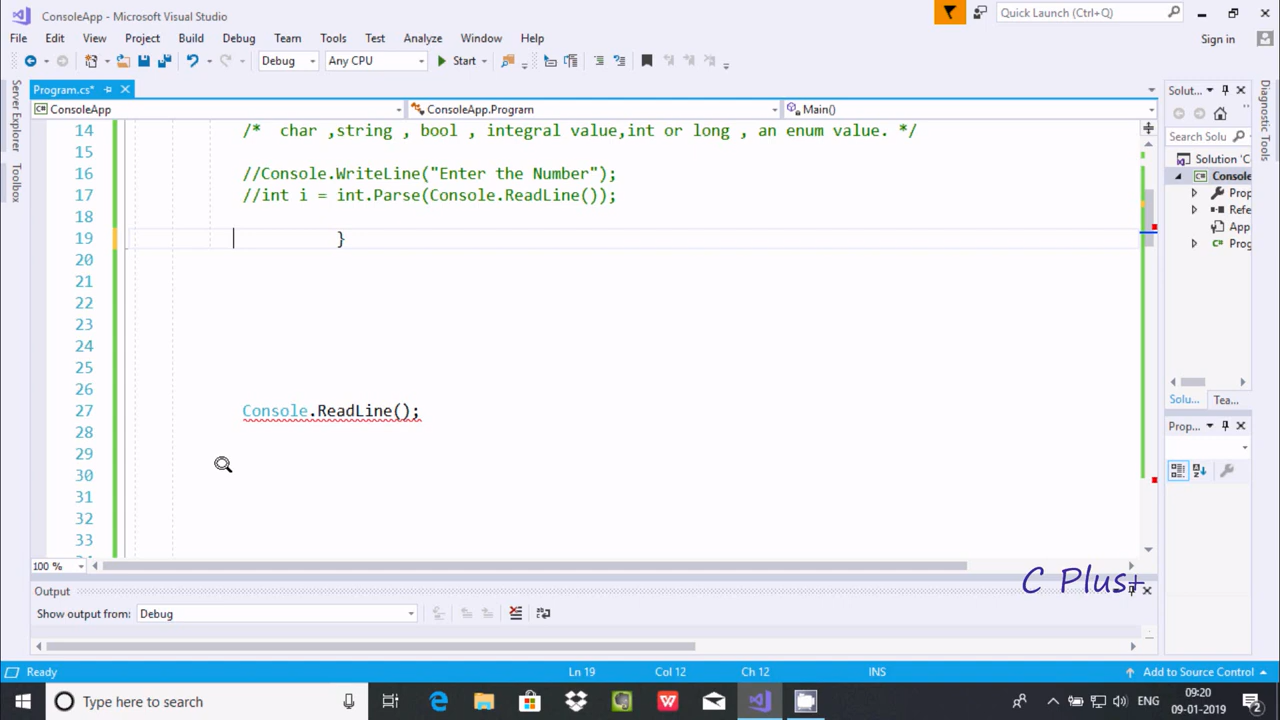 ConsoleApp - Microsoft Visual Studio
Quick Launch (Ctrl+Q)
File Edit View Project Build Debug Team Tools Test Analyze Window Help
Sign in
Debug Any CPU Start
Server Explorer
Toolbox
Program.cs*
ConsoleApp ConsoleApp.Program Main()
14 /* char ,string , bool , integral value,int or long , an enum value. */
15
16 //Console.WriteLine("Enter the Number");
17 //int i = int.Parse(Console.ReadLine());
18
19 }
20
21
22
23
24
25
26
27 Console.ReadLine();
28
29
30
31
32
33
100 %
Solut...
Search Solu
Solution 'C
Console
Prop
Refe
App
Prog
Solu... Tea...
Prop...
Diagnostic Tools
C Plus+
Output
Show output from: Debug
Ready Ln 19 Col 12 Ch 12 INS Add to Source Control
Type here to search
ENG
09:20
09-01-2019
2